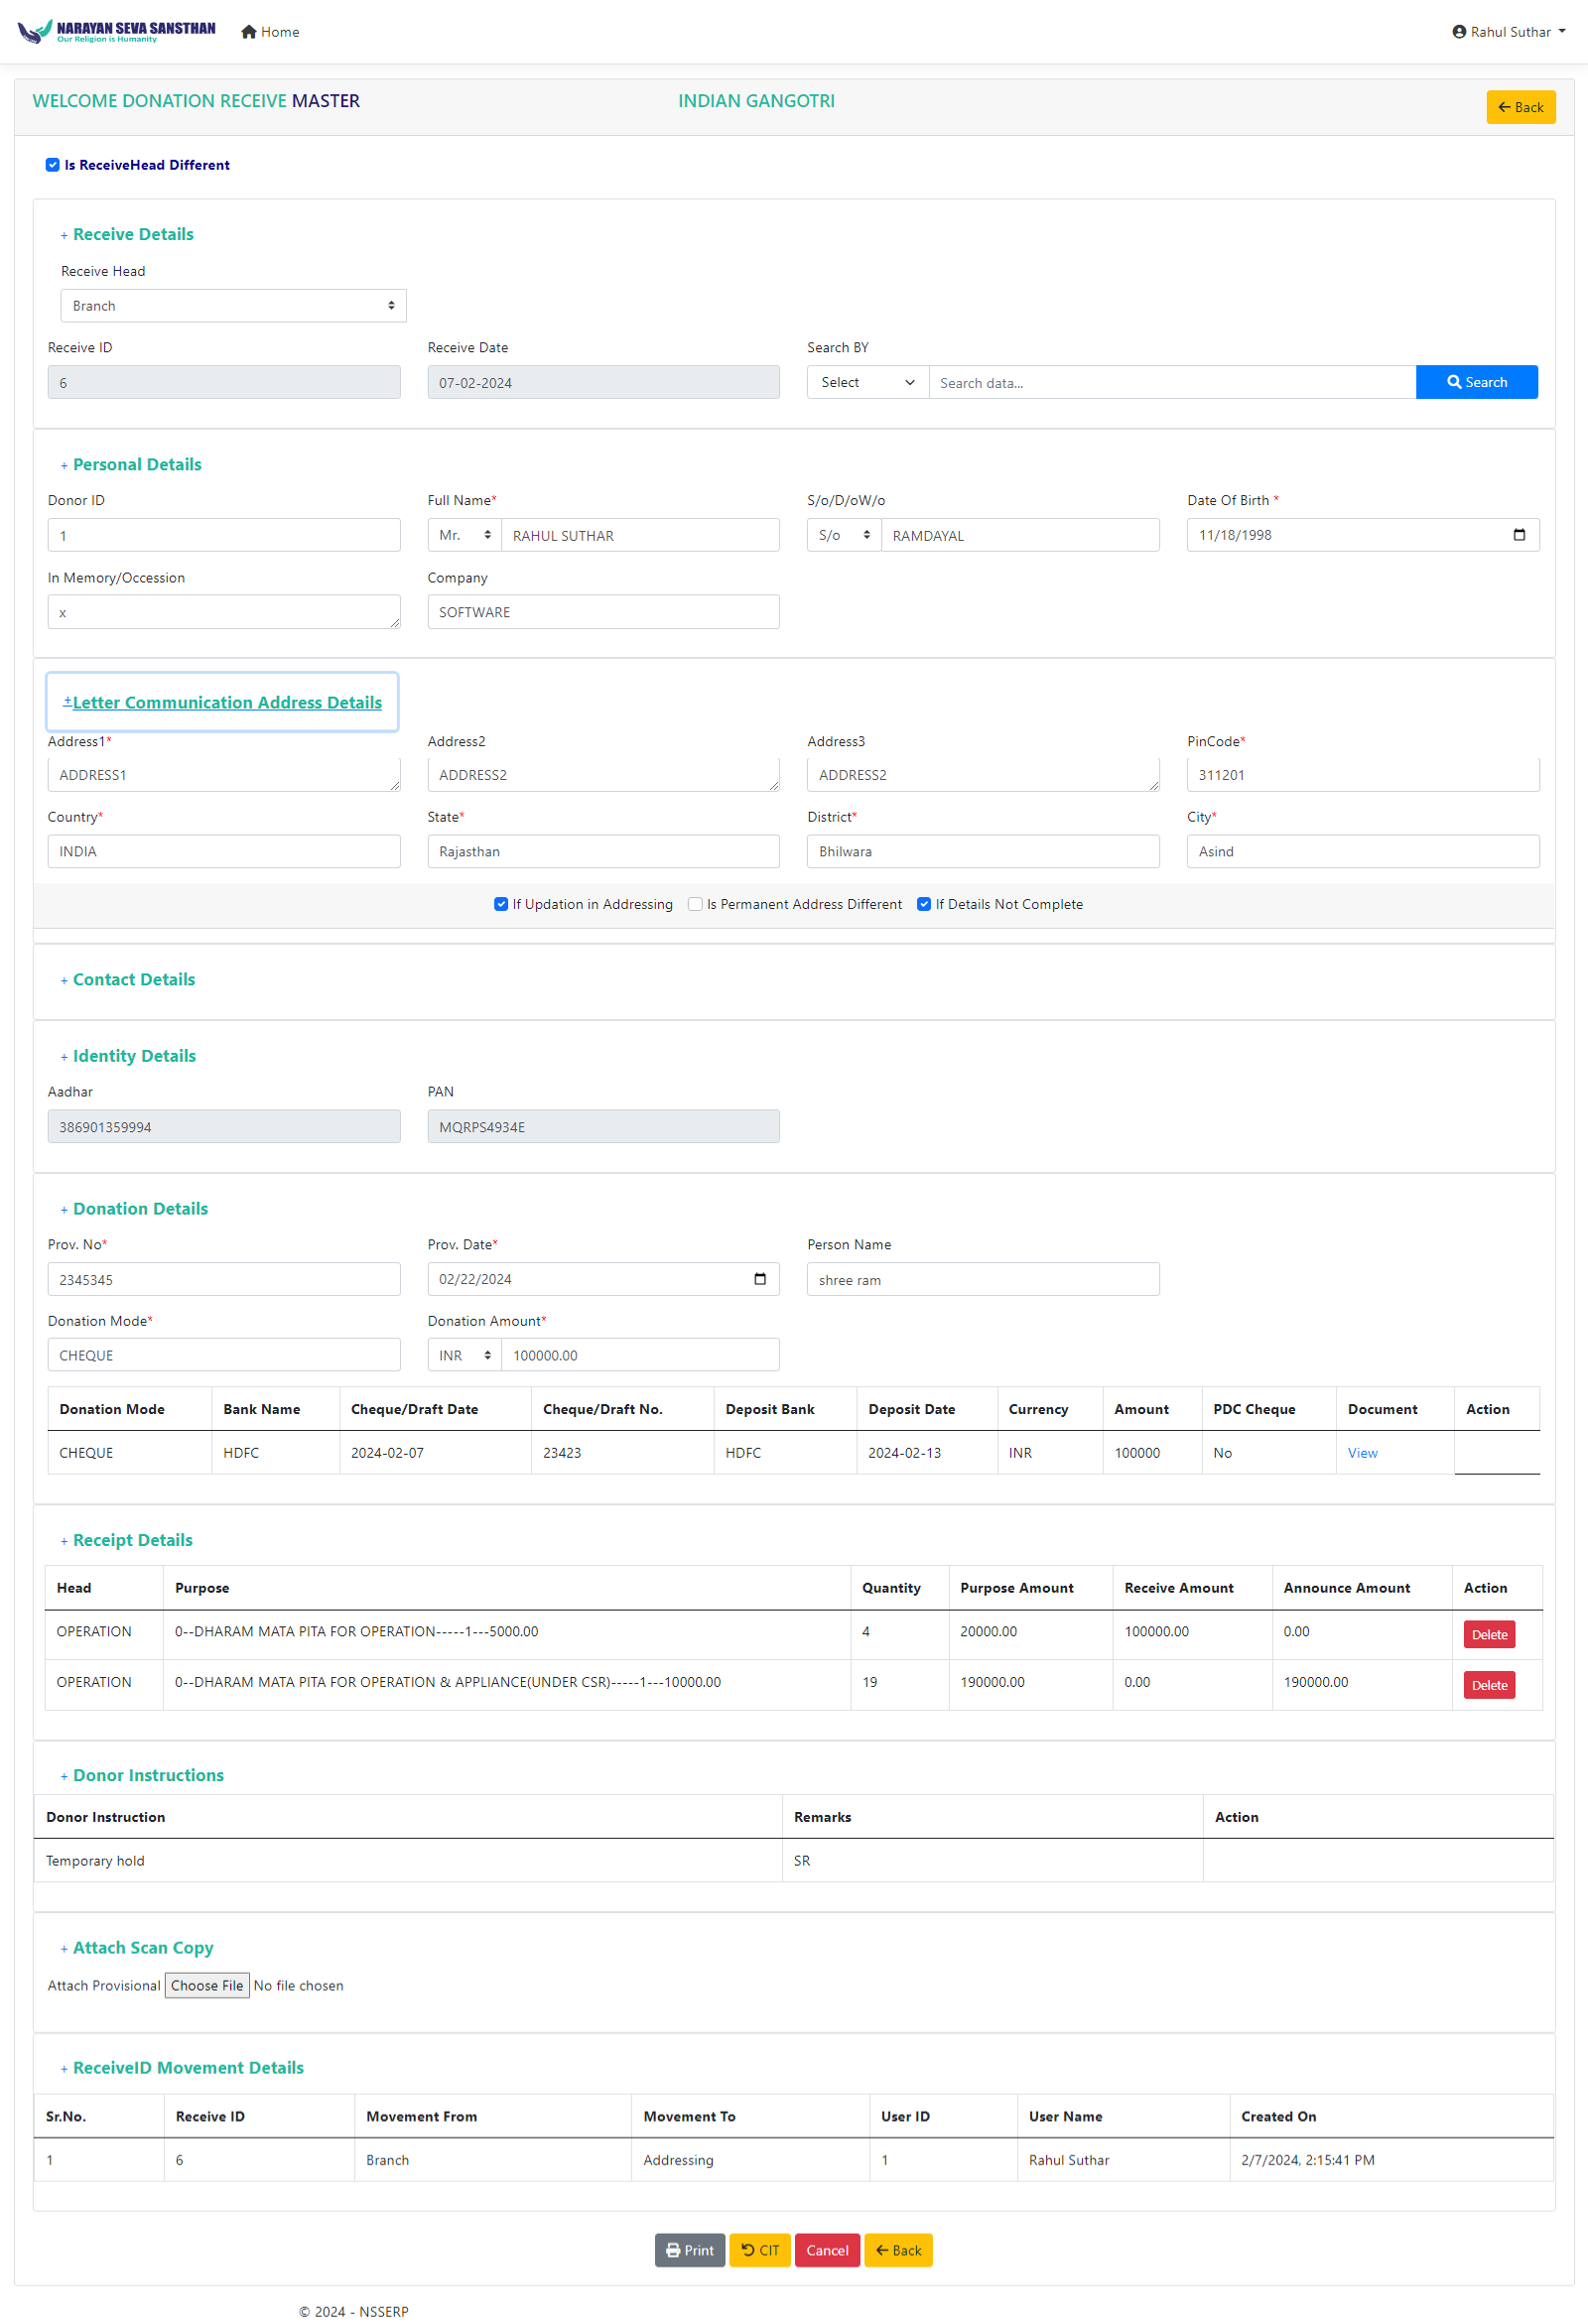 NARAYAN SEVA SANSTHAN
Our Religion is Humanity
Home
Rahul Suthar
WELCOME DONATION RECEIVE MASTER INDIAN GANGOTRI
Back
Is ReceiveHead Different
+ Receive Details
Receive Head
Branch
Receive ID Receive Date Search BY
6 07-02-2024 Select Search data... Search
+ Personal Details
Donor ID Full Name* S/o/D/oW/o Date Of Birth *
1 Mr. RAHUL SUTHAR S/o RAMDAYAL 11/18/1998
In Memory/Occession Company
x SOFTWARE
+Letter Communication Address Details
Address1* Address2 Address3 PinCode*
ADDRESS1 ADDRESS2 ADDRESS2 311201
Country* State* District* City*
INDIA Rajasthan Bhilwara Asind
If Updation in Addressing Is Permanent Address Different If Details Not Complete
+ Contact Details
+ Identity Details
Aadhar PAN
386901359994 MQRPS4934E
+ Donation Details
Prov. No* Prov. Date* Person Name
2345345 02/22/2024 shree ram
Donation Mode* Donation Amount*
CHEQUE INR 100000.00
Donation Mode Bank Name Cheque/Draft Date Cheque/Draft No. Deposit Bank Deposit Date Currency Amount PDC Cheque Document Action
CHEQUE HDFC 2024-02-07 23423 HDFC 2024-02-13 INR 100000 No View
+ Receipt Details
Head Purpose Quantity Purpose Amount Receive Amount Announce Amount Action
OPERATION 0--DHARAM MATA PITA FOR OPERATION-----1---5000.00 4 20000.00 100000.00 0.00 Delete
OPERATION 0--DHARAM MATA PITA FOR OPERATION & APPLIANCE(UNDER CSR)-----1---10000.00 19 190000.00 0.00 190000.00 Delete
+ Donor Instructions
Donor Instruction Remarks Action
Temporary hold SR
+ Attach Scan Copy
Attach Provisional Choose File No file chosen
+ ReceiveID Movement Details
Sr.No. Receive ID Movement From Movement To User ID User Name Created On
1 6 Branch Addressing 1 Rahul Suthar 2/7/2024, 2:15:41 PM
Print CIT Cancel Back
© 2024 - NSSERP